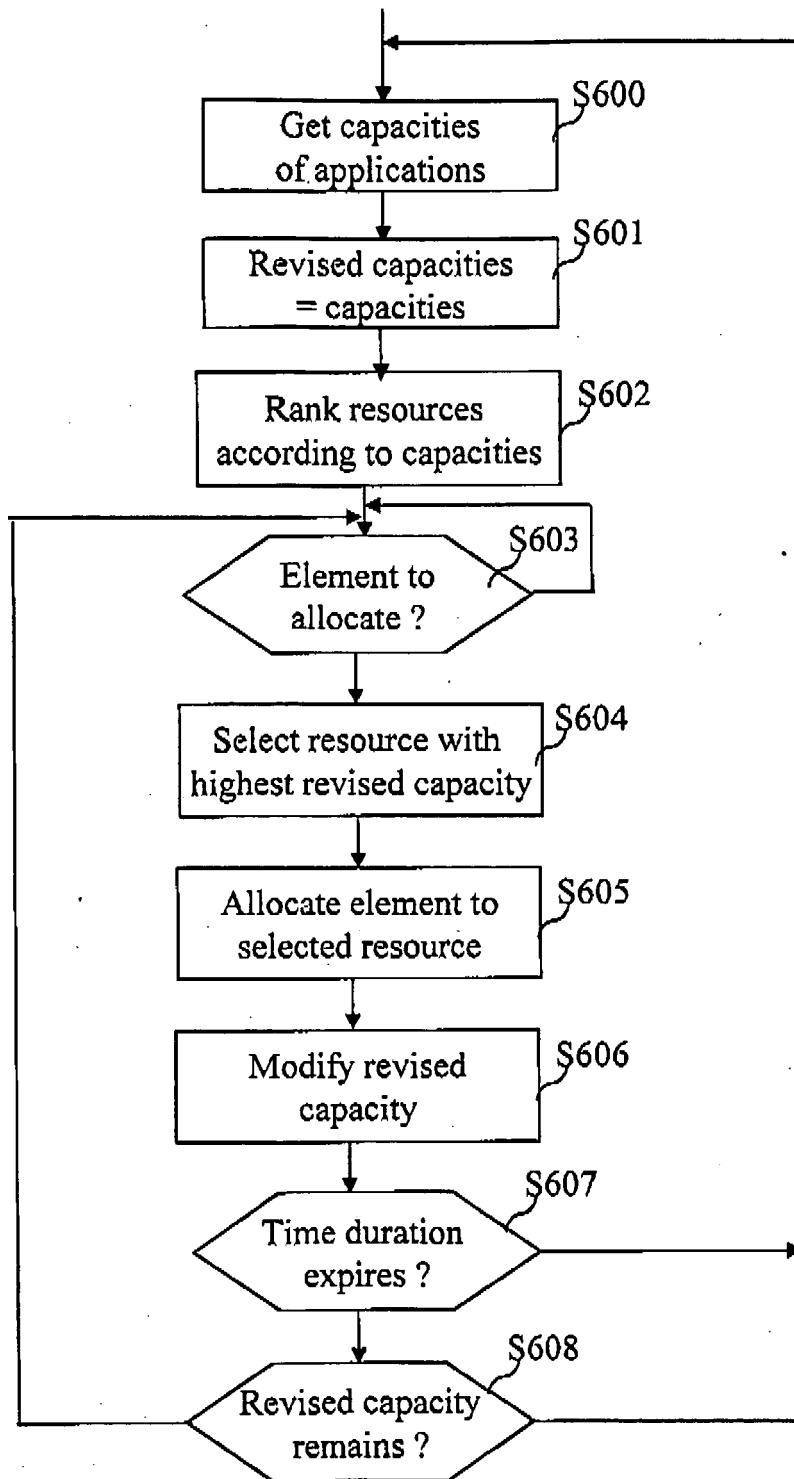 S600
Get capacities
of applications
S601
Revised capacities
= capacities
S602
Rank resources
according to capacities
S603
Element to
allocate ?
S604
Select resource with
highest revised capacity
S605
Allocate element to
selected resource
S606
Modify revised
capacity
S607
Time duration
expires ?
S608
Revised capacity
remains ?